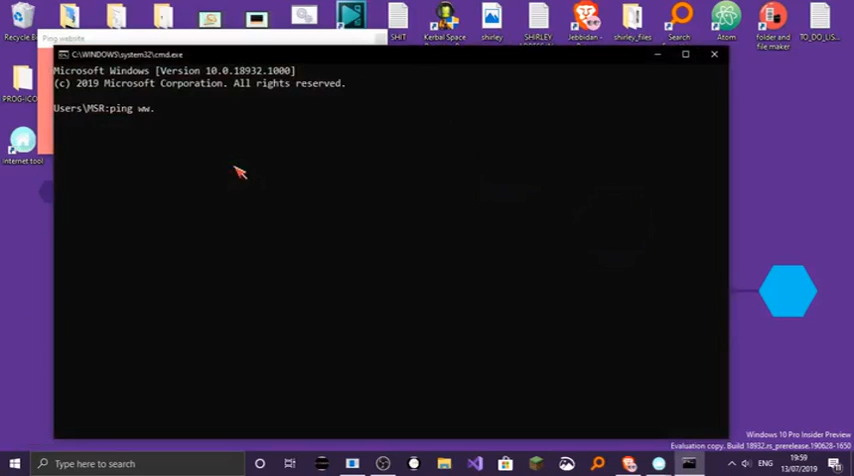 Recycle Bi
SHIT
Kerbal Space
shirley
SHIRLEY
Jebbidan -
shirley_files
Search
Atom
folder and
file maker
TO_DO_LIS
Ping website
C:\WINDOWS\system32\cmd.exe
Microsoft Windows [Version 10.0.18932.1000]
(c) 2019 Microsoft Corporation. All rights reserved.
PROG-ICO
Users\MSR:ping ww.
Internet tool
Windows 10 Pro Insider Preview
Evaluation copy. Build 18932.rs_prerelease.190628-1650
Type here to search
ENG
19:59
13/07/2019